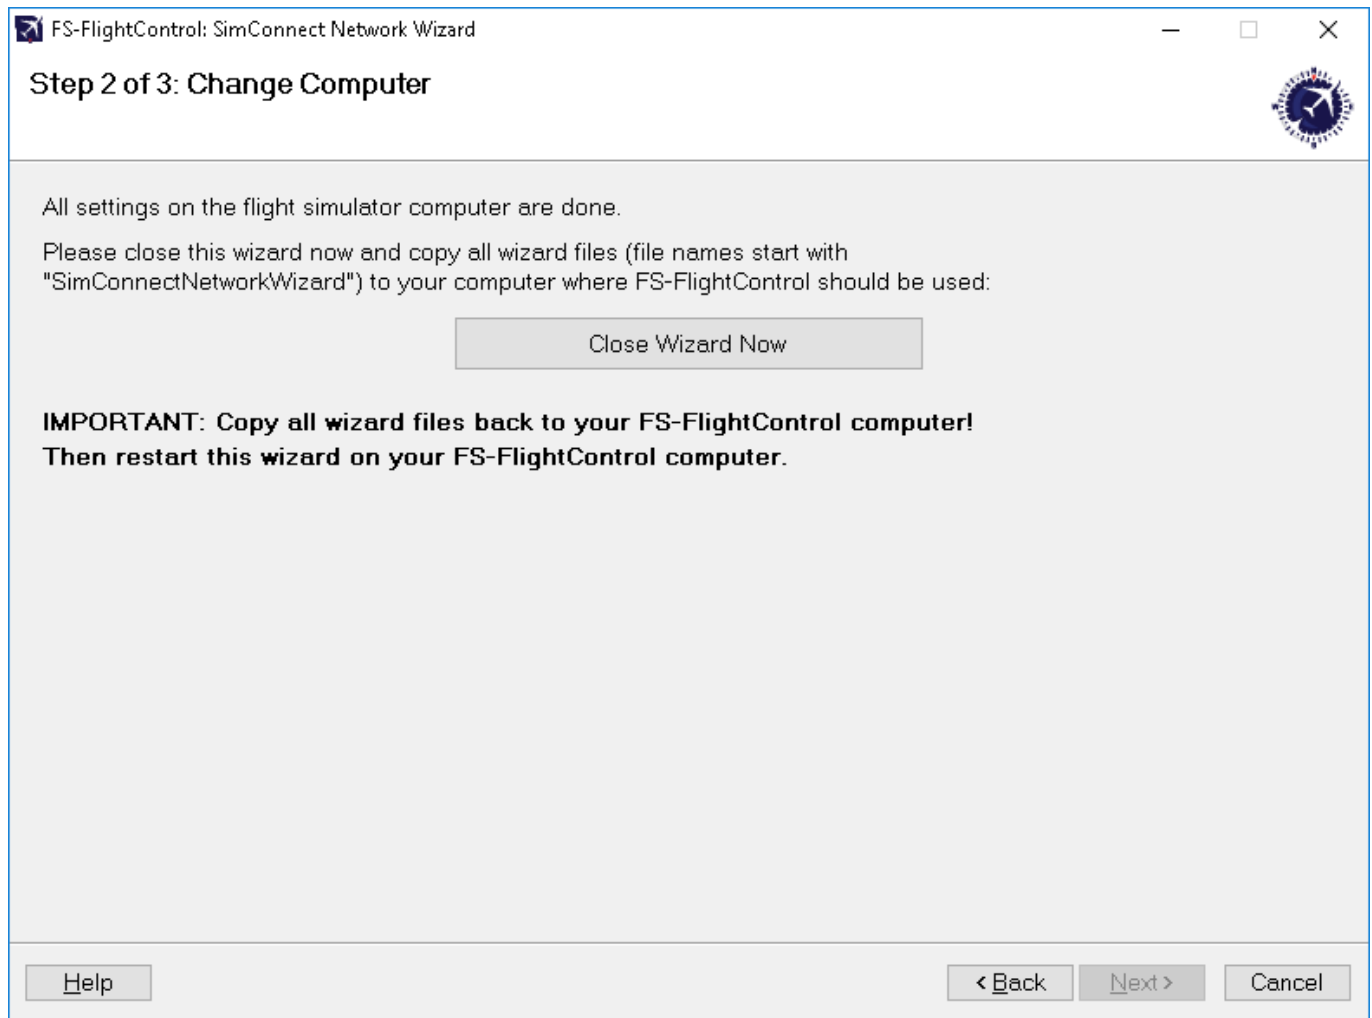 FS-FlightControl: SimConnect Network Wizard
Step 2 of 3: Change Computer
All settings on the flight simulator computer are done.
Please close this wizard now and copy all wizard files (file names start with
"SimConnectNetworkWizard") to your computer where FS-FlightControl should be used:
Close Wizard Now
IMPORTANT: Copy all wizard files back to your FS-FlightControl computer!
Then restart this wizard on your FS-FlightControl computer.
Help
< Back
Next >
Cancel